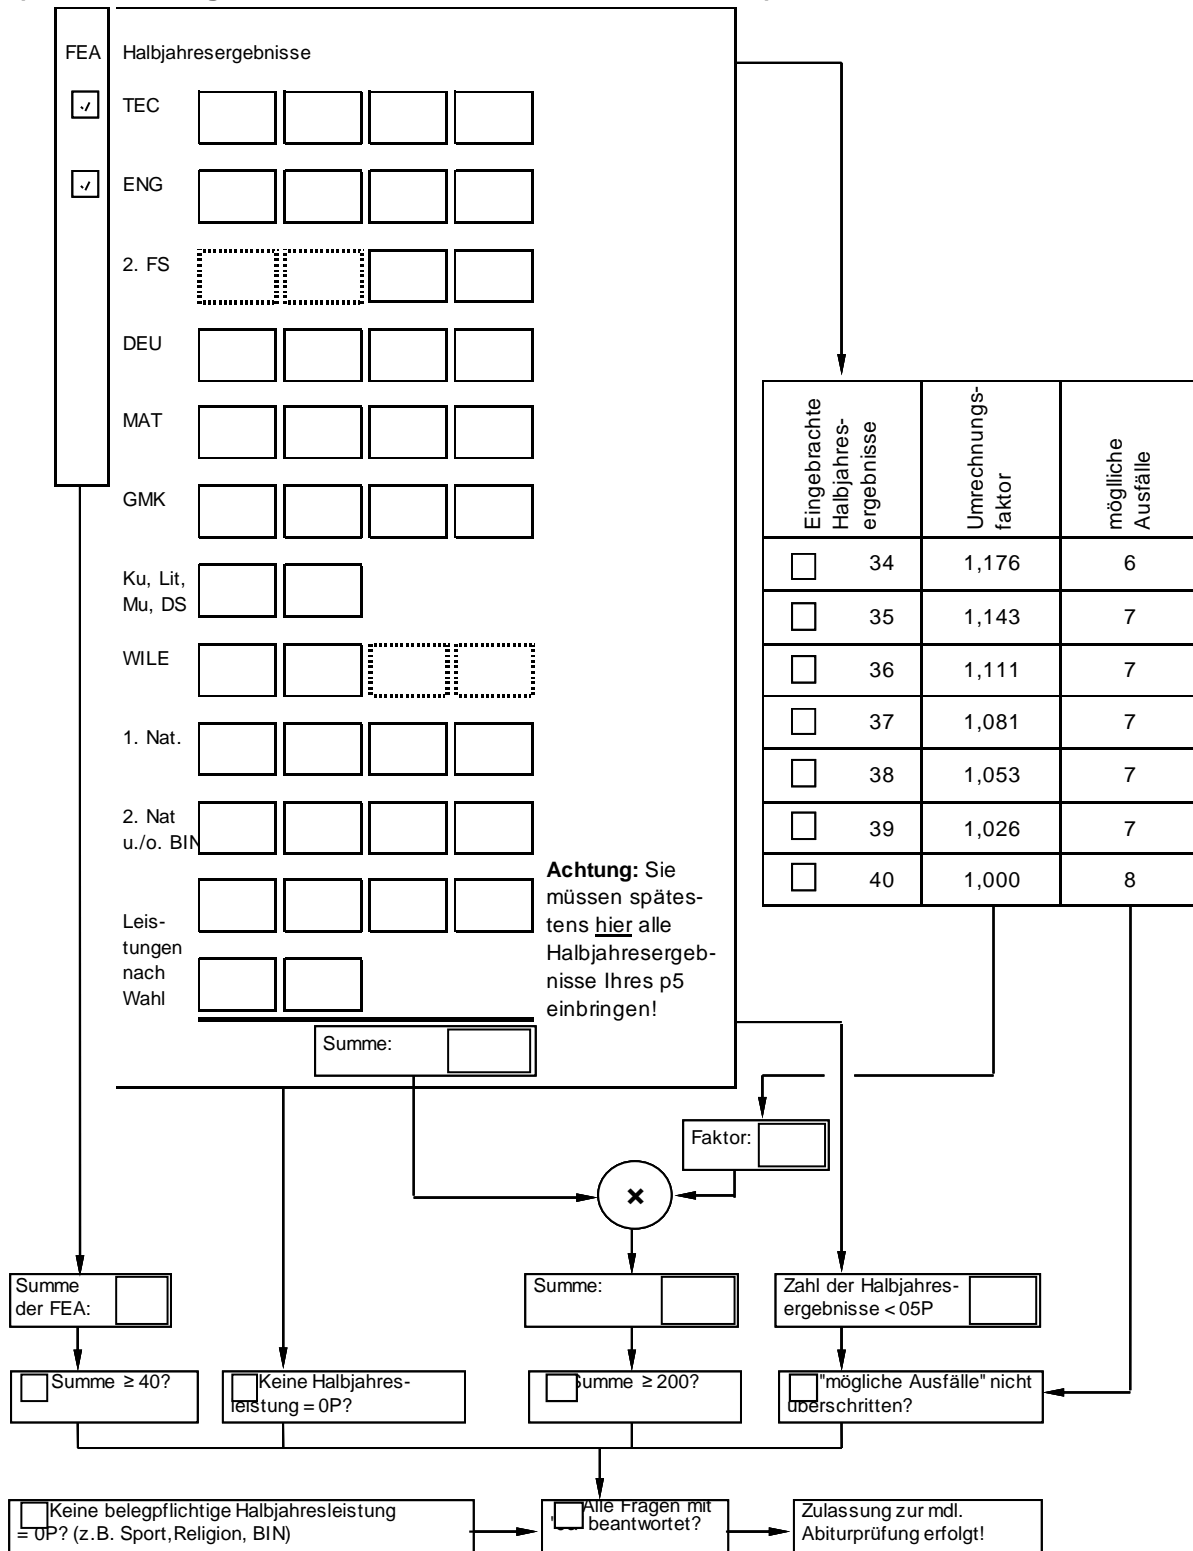 FEA Halbjahresergebnisse
TEC
ENG
2. FS
DEU
MAT
GMK
Ku, Lit,
Mu, DS
WILE
1. Nat.
2. Nat
u./o. BIN
Leis-
tungen
nach
Wahl
Achtung: Sie
müssen spätes-
tens hier alle
Halbjahresergeb-
nisse Ihres p5
einbringen!
Summe:
Eingebrachte
Halbjahres-
ergebnisse
Umrechnungs-
faktor
möglliche
Ausfälle
34 1,176 6
35 1,143 7
36 1,111 7
37 1,081 7
38 1,053 7
39 1,026 7
40 1,000 8
Faktor:
×
Summe
der FEA:
Summe:
Zahl der Halbjahres-
ergebnisse < 05P
Summe ≥ 40?
Keine Halbjahres-
leistung = 0P?
Summe ≥ 200?
"mögliche Ausfälle" nicht
überschritten?
Keine belegpflichtige Halbjahresleistung
= 0P? (z.B. Sport,Religion, BIN)
Alle Fragen mit
beantwortet?
Zulassung zur mdl.
Abiturprüfung erfolgt!